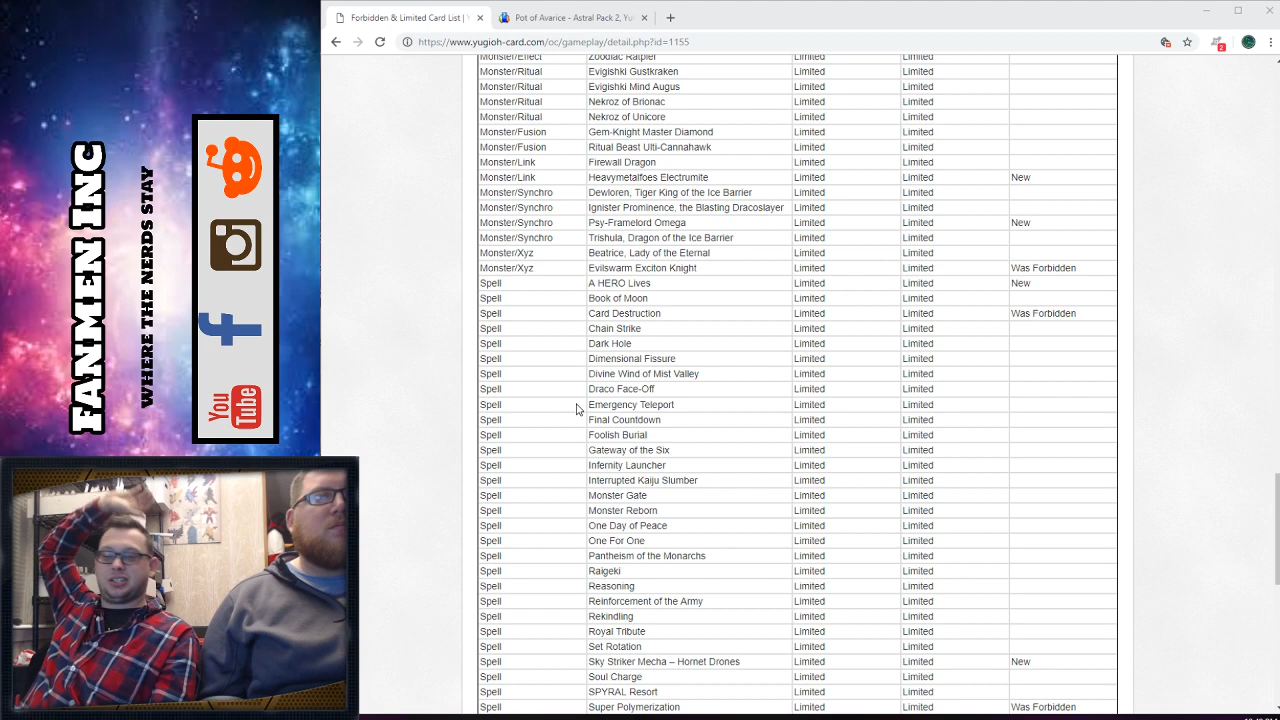 FANMEN INC
WHERE THE NERDS STAY
f
You
Tube
Forbidden & Limited Card List | Y
Pot of Avarice - Astral Pack 2, Yu
https://www.yugioh-card.com/oc/gameplay/detail.php?id=1155
2
Monster/Effect Zoodiac Ratpier Limited Limited
Monster/Ritual Evigishki Gustkraken Limited Limited
Monster/Ritual Evigishki Mind Augus Limited Limited
Monster/Ritual Nekroz of Brionac Limited Limited
Monster/Ritual Nekroz of Unicore Limited Limited
Monster/Fusion Gem-Knight Master Diamond Limited Limited
Monster/Fusion Ritual Beast Ulti-Cannahawk Limited Limited
Monster/Link Firewall Dragon Limited Limited
Monster/Link Heavymetalfoes Electrumite Limited Limited New
Monster/Synchro Dewloren, Tiger King of the Ice Barrier Limited Limited
Monster/Synchro Ignister Prominence, the Blasting Dracoslayer Limited Limited
Monster/Synchro Psy-Framelord Omega Limited Limited New
Monster/Synchro Trishula, Dragon of the Ice Barrier Limited Limited
Monster/Xyz Beatrice, Lady of the Eternal Limited Limited
Monster/Xyz Evilswarm Exciton Knight Limited Limited Was Forbidden
Spell A HERO Lives Limited Limited New
Spell Book of Moon Limited Limited
Spell Card Destruction Limited Limited Was Forbidden
Spell Chain Strike Limited Limited
Spell Dark Hole Limited Limited
Spell Dimensional Fissure Limited Limited
Spell Divine Wind of Mist Valley Limited Limited
Spell Draco Face-Off Limited Limited
Spell Emergency Teleport Limited Limited
Spell Final Countdown Limited Limited
Spell Foolish Burial Limited Limited
Spell Gateway of the Six Limited Limited
Spell Infernity Launcher Limited Limited
Spell Interrupted Kaiju Slumber Limited Limited
Spell Monster Gate Limited Limited
Spell Monster Reborn Limited Limited
Spell One Day of Peace Limited Limited
Spell One For One Limited Limited
Spell Pantheism of the Monarchs Limited Limited
Spell Raigeki Limited Limited
Spell Reasoning Limited Limited
Spell Reinforcement of the Army Limited Limited
Spell Rekindling Limited Limited
Spell Royal Tribute Limited Limited
Spell Set Rotation Limited Limited
Spell Sky Striker Mecha – Hornet Drones Limited Limited New
Spell Soul Charge Limited Limited
Spell SPYRAL Resort Limited Limited
Spell Super Polymerization Limited Limited Was Forbidden